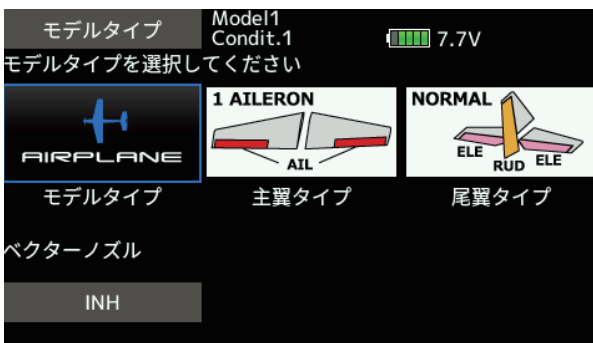 モデルタイプ
Model1
Condit.1
7.7V
モデルタイプを選択してください
AIRPLANE
1 AILERON
AIL
NORMAL
ELE
RUD
ELE
モデルタイプ
主翼タイプ
尾翼タイプ
ベクターノズル
INH